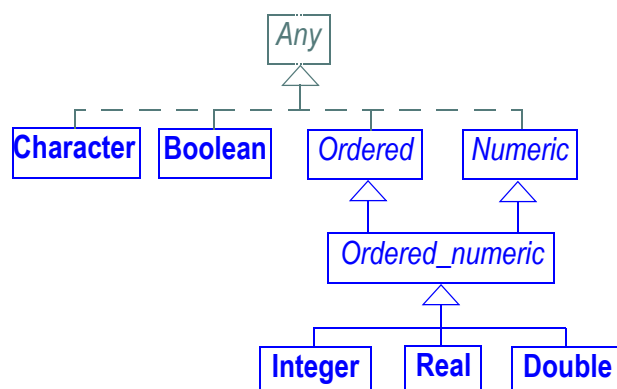 Any
Character Boolean Ordered Numeric
Ordered_numeric
Integer Real Double